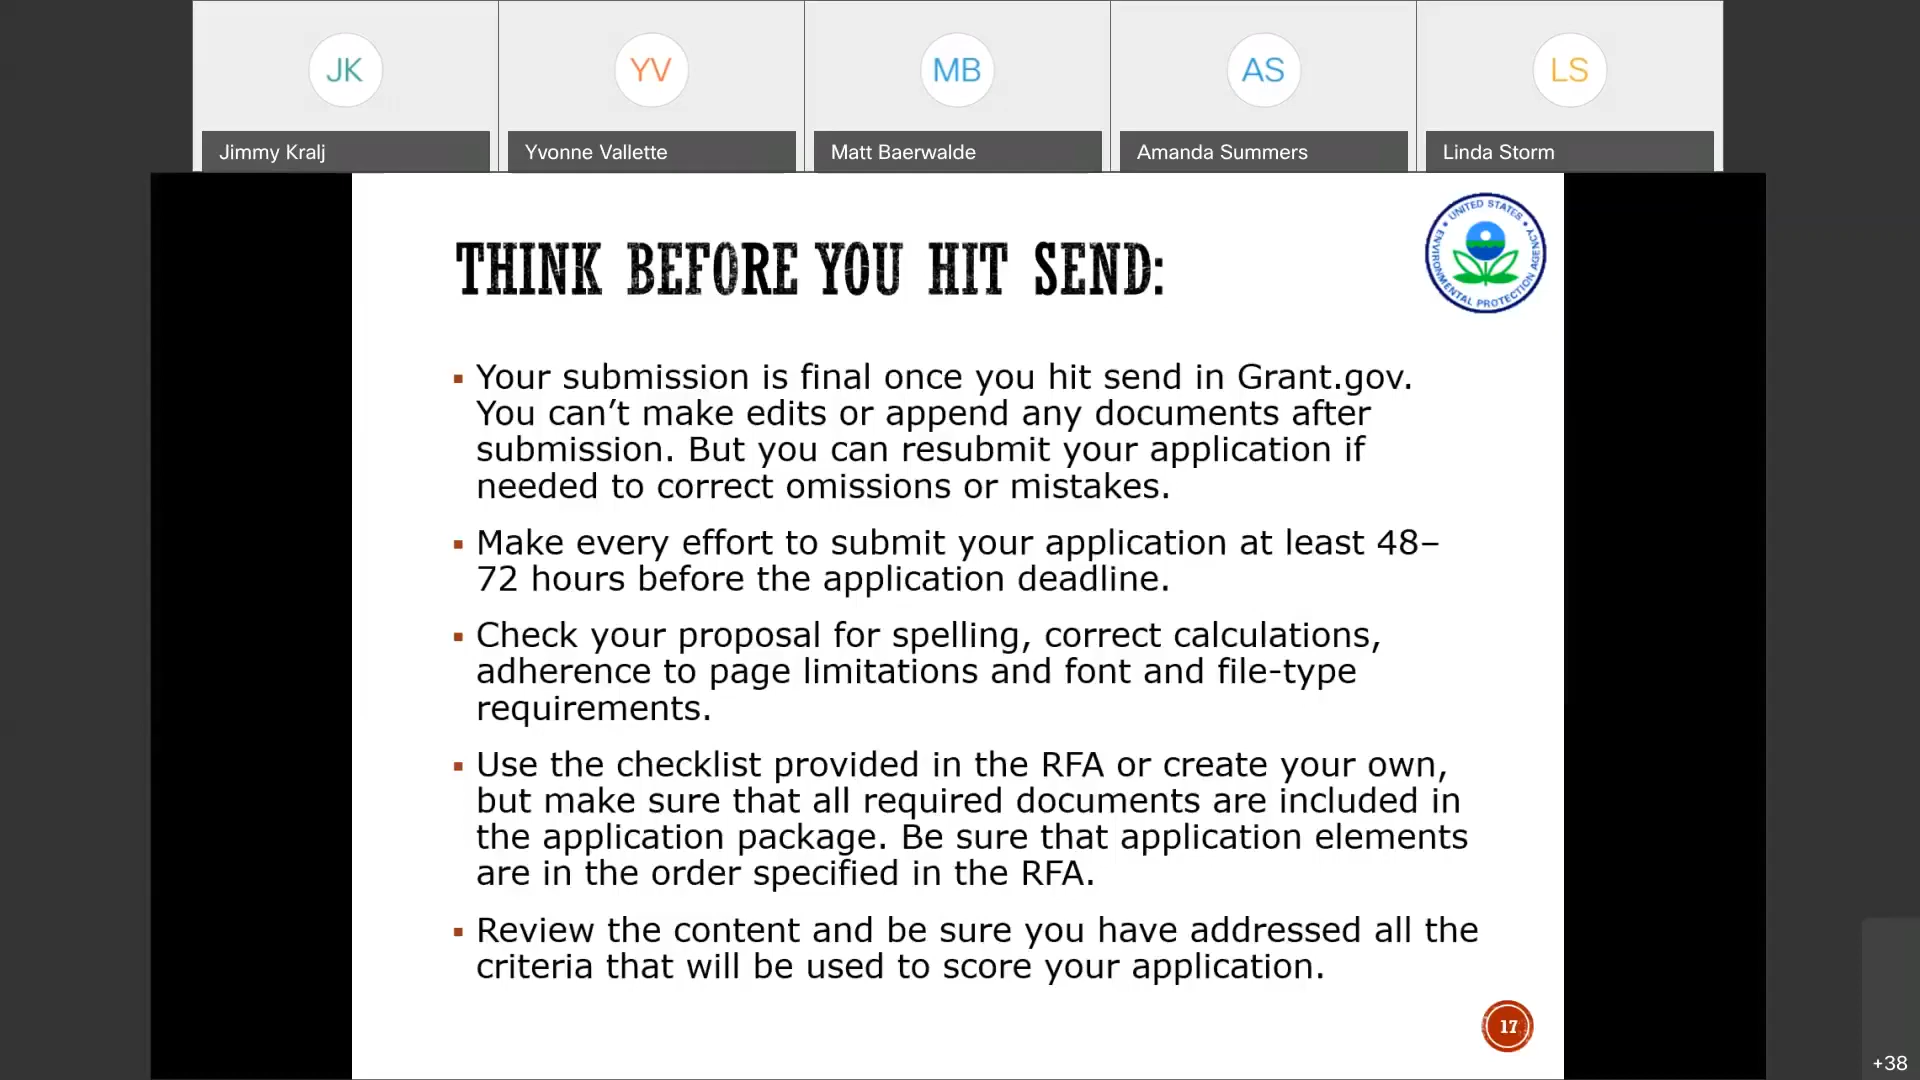 JK
YV
MB
AS
LS
Jimmy Kralj
Yvonne Vallette
Matt Baerwalde
Amanda Summers
Linda Storm
UNITED STATES
ENVIRONMENTAL PROTECTION AGENCY
THINK BEFORE YOU HIT SEND:
▪ Your submission is final once you hit send in Grant.gov.
You can’t make edits or append any documents after
submission. But you can resubmit your application if
needed to correct omissions or mistakes.
▪ Make every effort to submit your application at least 48–
72 hours before the application deadline.
▪ Check your proposal for spelling, correct calculations,
adherence to page limitations and font and file-type
requirements.
▪ Use the checklist provided in the RFA or create your own,
but make sure that all required documents are included in
the application package. Be sure that application elements
are in the order specified in the RFA.
▪ Review the content and be sure you have addressed all the
criteria that will be used to score your application.
17
+38